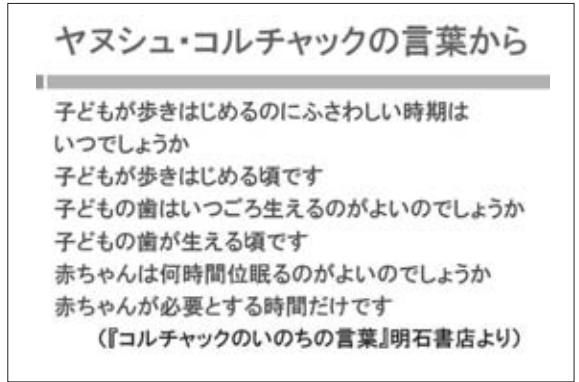 ヤヌシュ・コルチャックの言葉から
子どもが歩きはじめるのにふさわしい時期は
いつでしょうか
子どもが歩きはじめる頃です
子どもの歯はいつごろ生えるのがよいのでしょうか
子どもの歯が生える頃です
赤ちゃんは何時間位眠るのがよいのでしょうか
赤ちゃんが必要とする時間だけです
(『コルチャックのいのちの言葉』明石書店より)